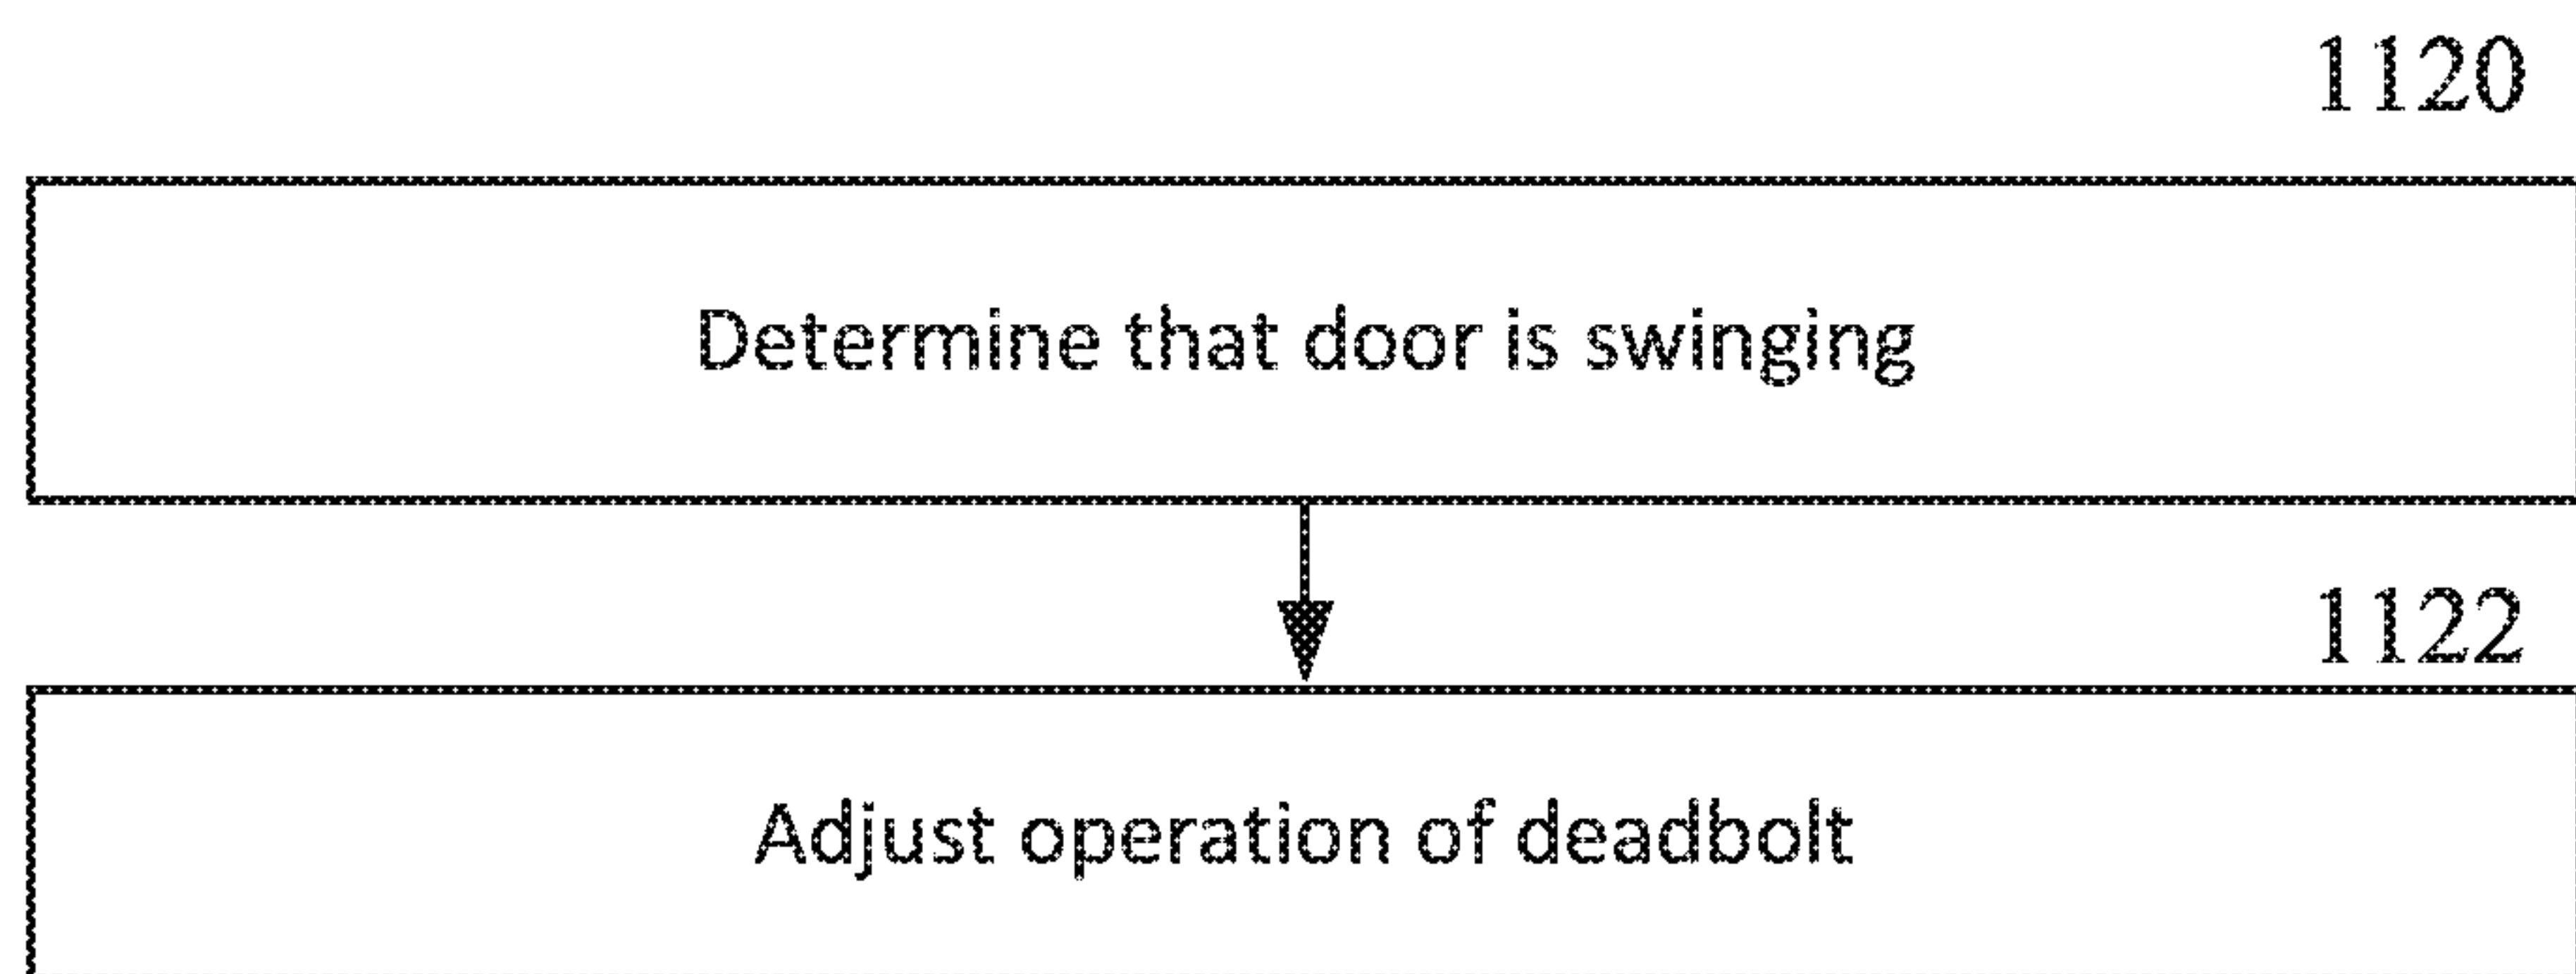 1120
Determine that door is swinging
1122
Adjust operation of deadbolt